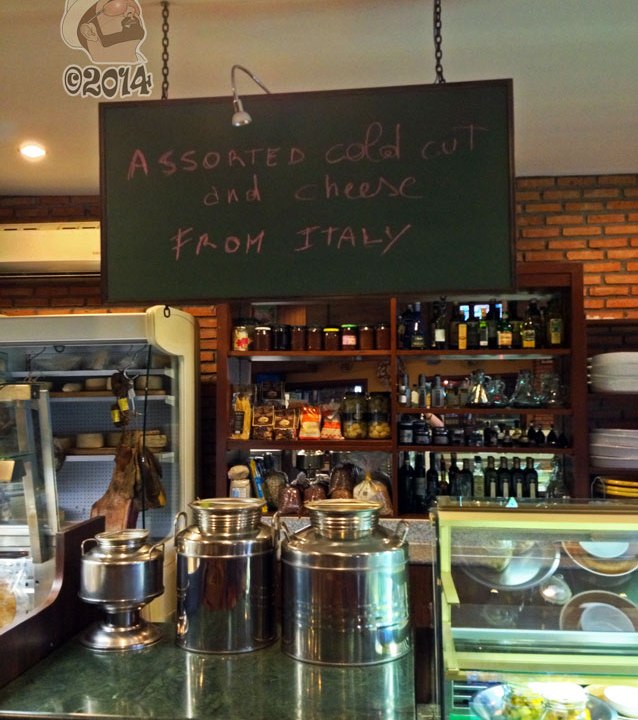 ©2014
ASSORTED cold cut
and cheese
FROM ITALY